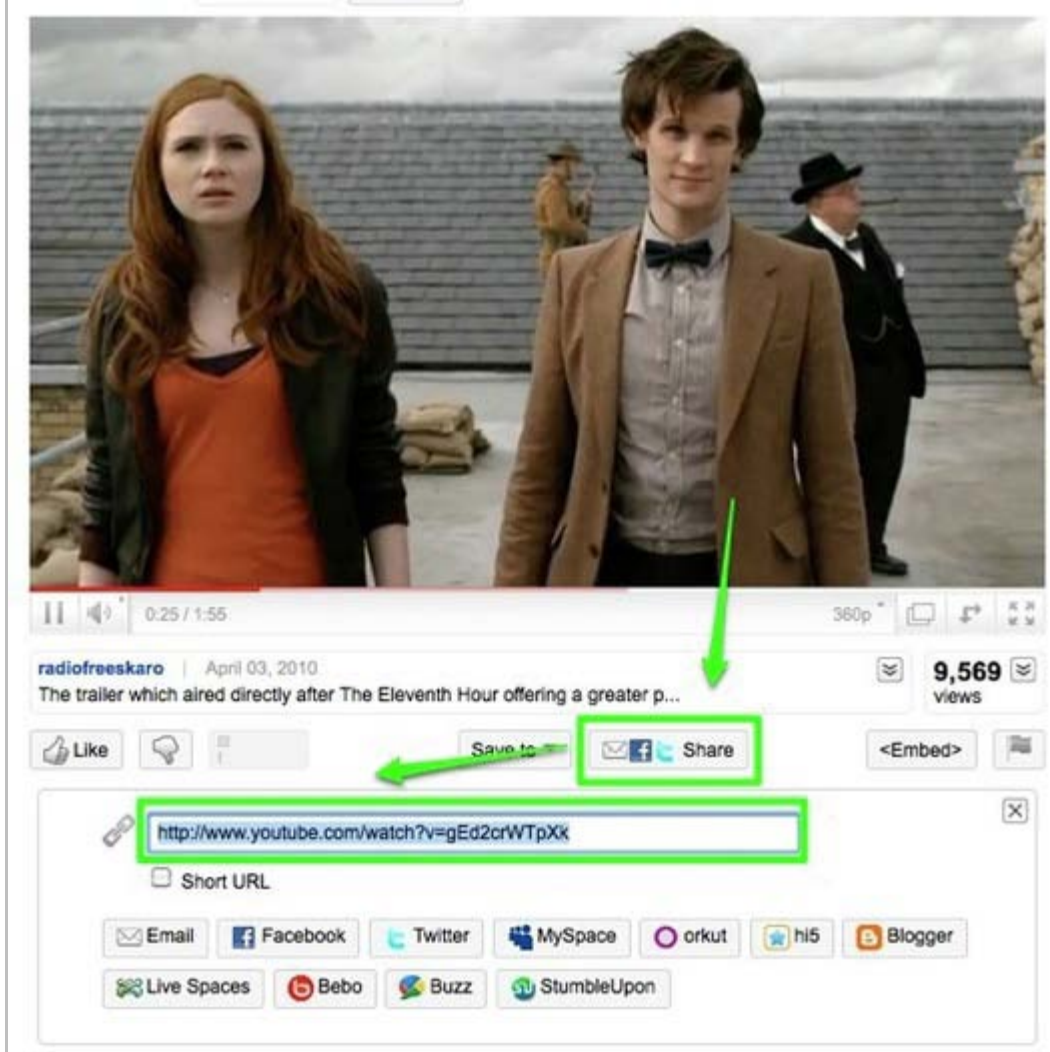 0:25 / 1:55
360p
radiofreeskaro | April 03, 2010
The trailer which aired directly after The Eleventh Hour offering a greater p...
9,569
views
Like
Save to
Share
<Embed>
http://www.youtube.com/watch?v=gEd2crWTpXk
Short URL
Email Facebook Twitter MySpace orkut hi5 Blogger
Live Spaces Bebo Buzz StumbleUpon